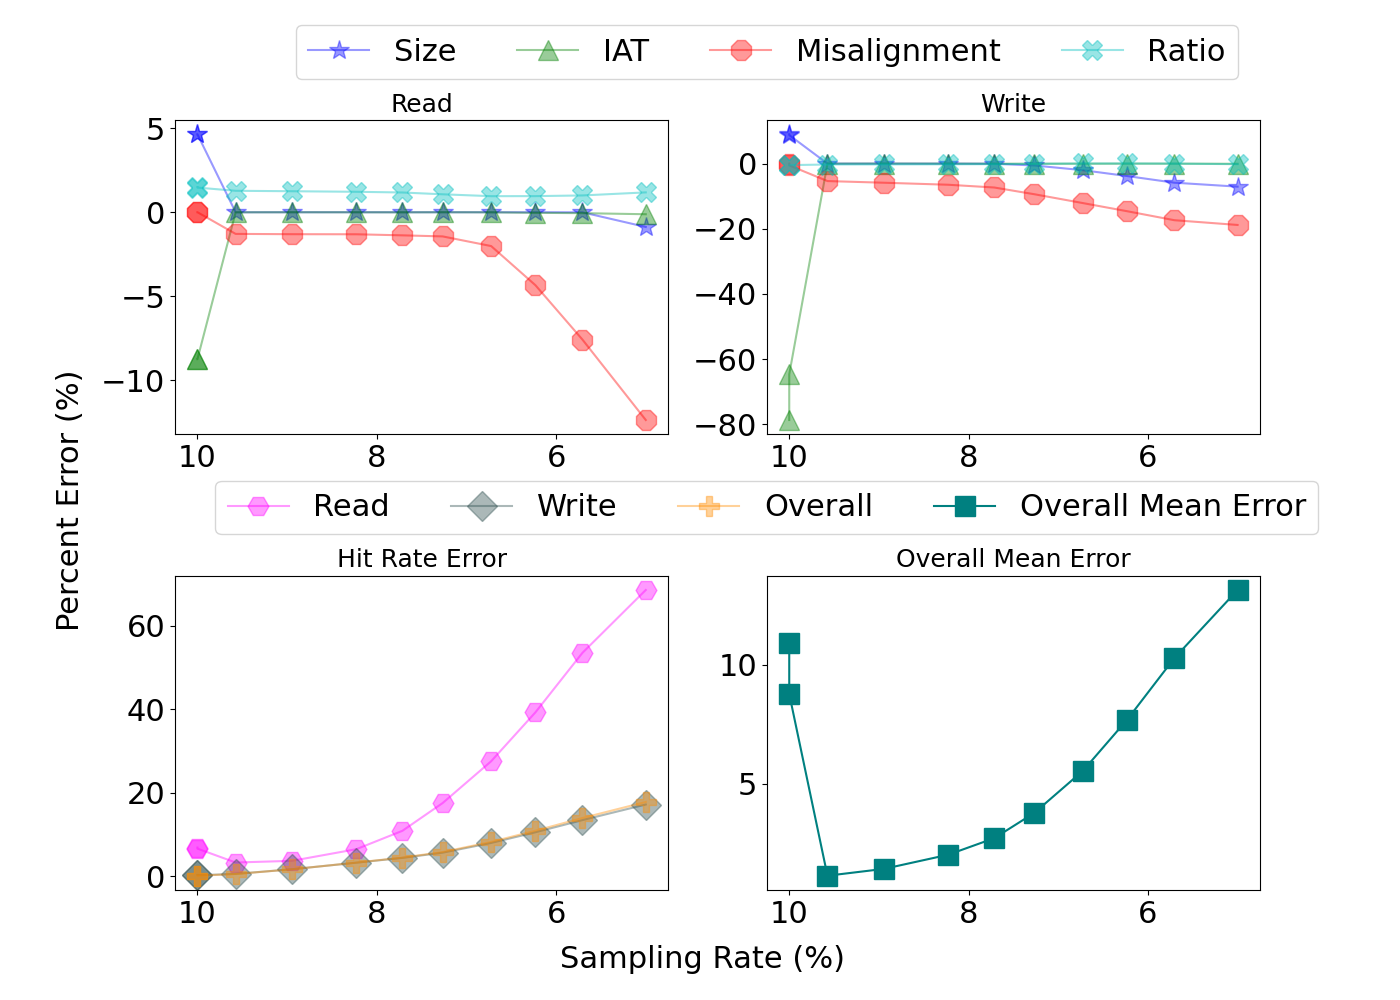 Size IAT Misalignment Ratio
Read Write
5
0
−5
−10
10 8 6
0
−20
−40
−60
−80
10 8 6
Percent Error (%)
Read Write Overall Overall Mean Error
Hit Rate Error Overall Mean Error
60
40
20
0
10 8 6
10
5
10 8 6
Sampling Rate (%)